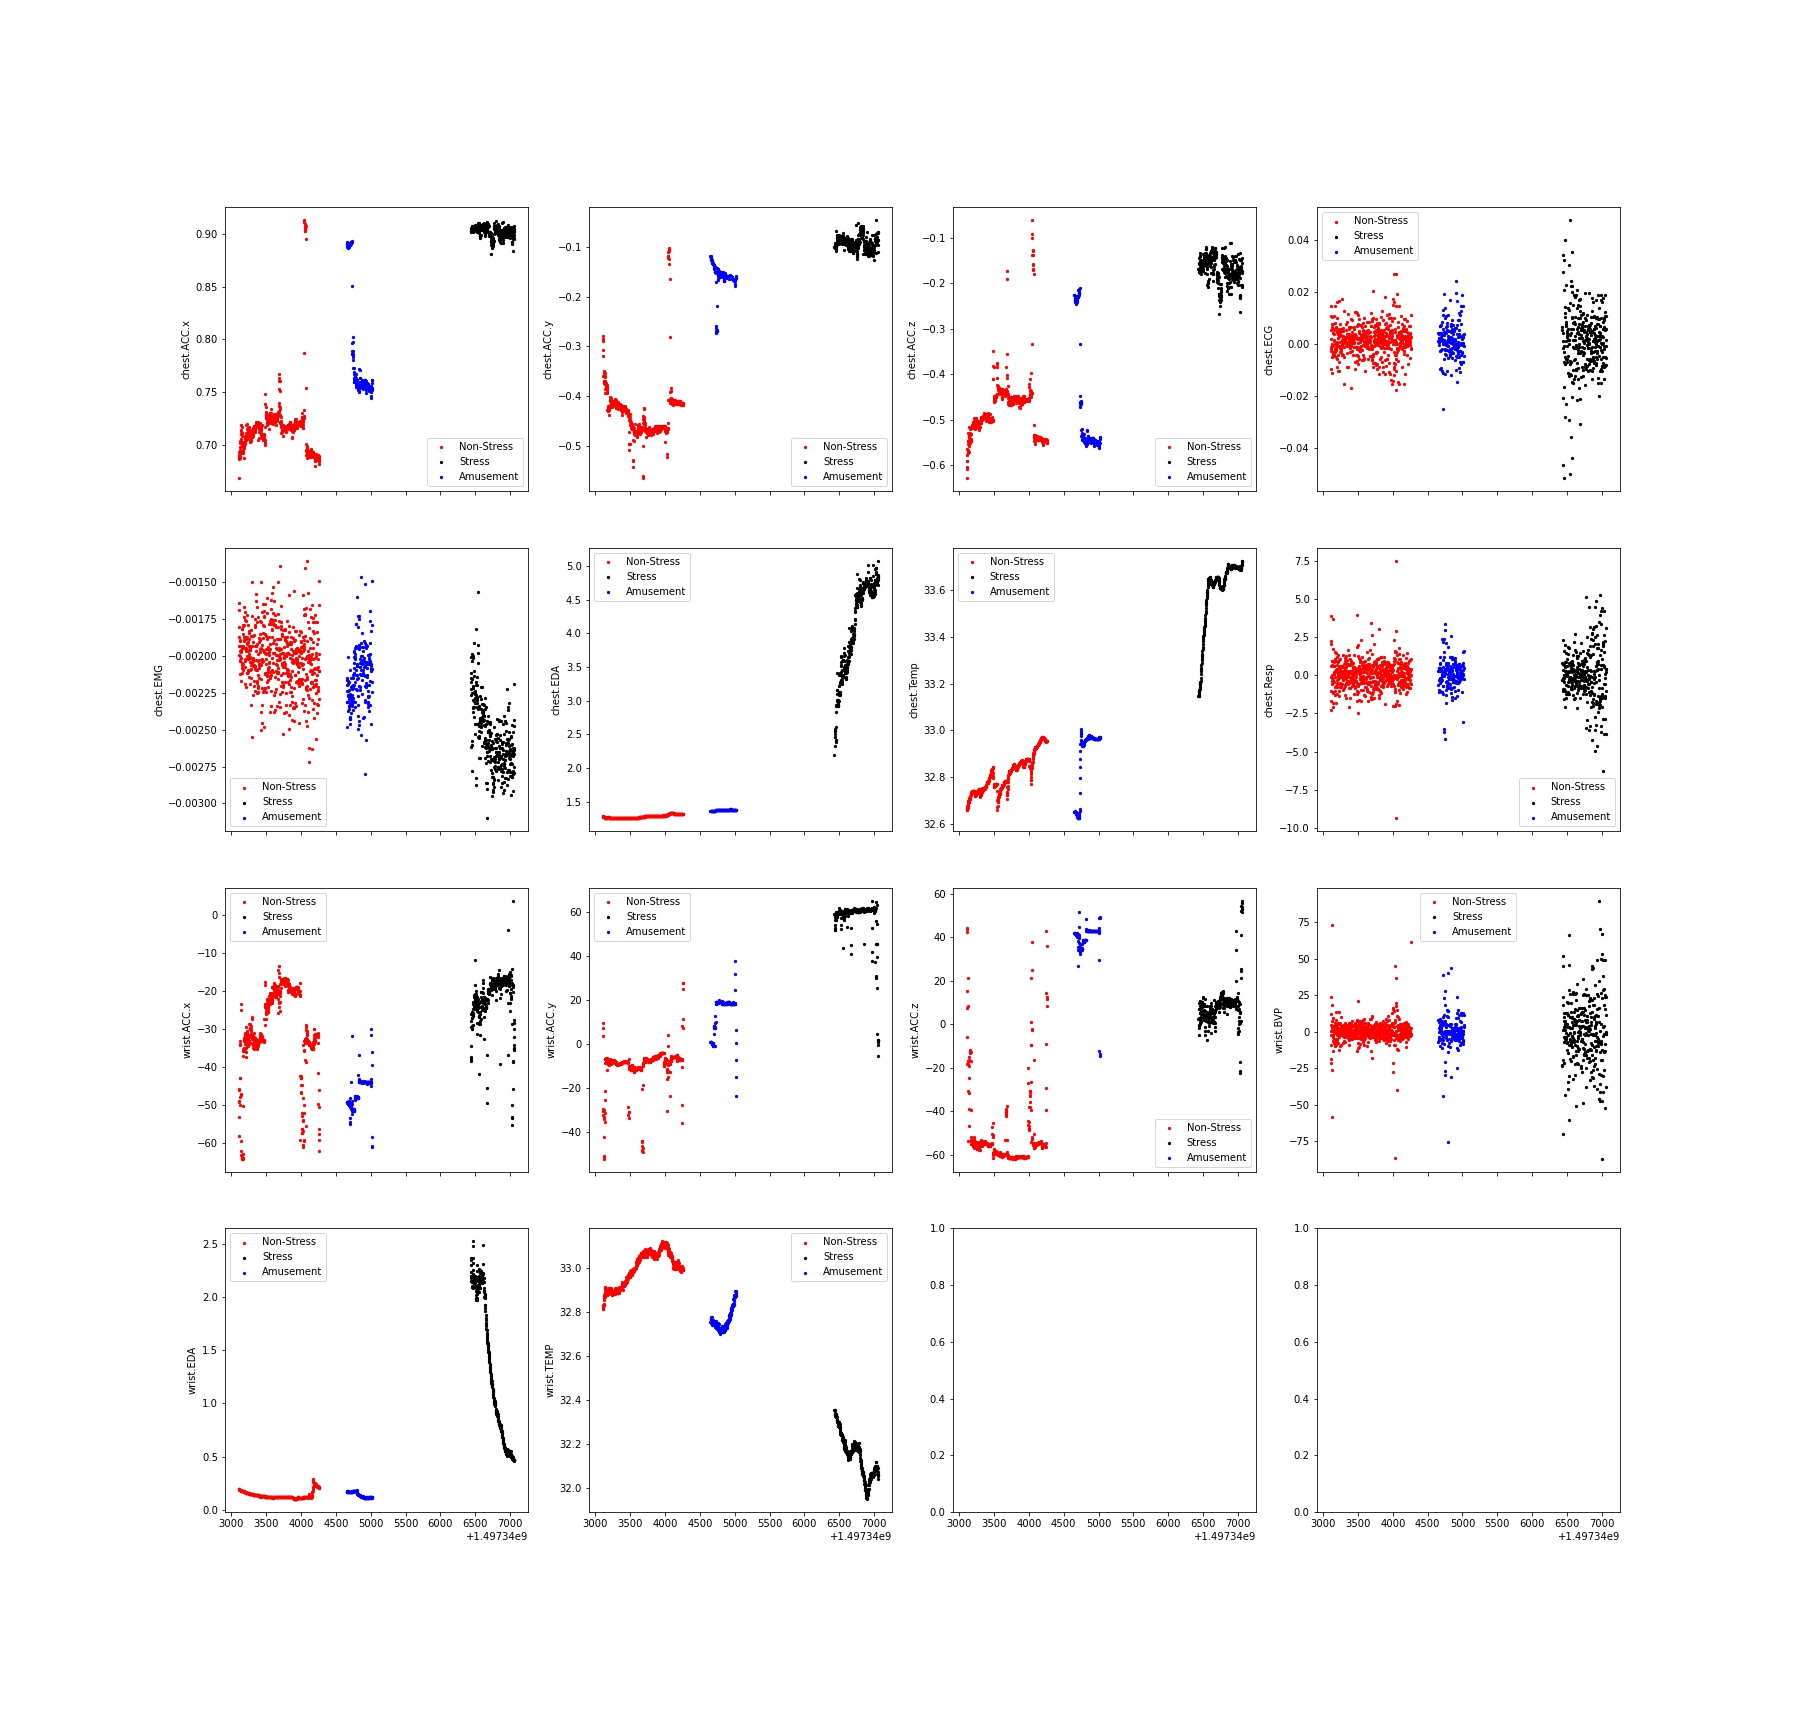 chest.ACC.x
0.90
0.85
0.80
0.75
0.70
Non-Stress
Stress
Amusement
chest.ACC.y
−0.1
−0.2
−0.3
−0.4
−0.5
Non-Stress
Stress
Amusement
chest.ACC.z
−0.1
−0.2
−0.3
−0.4
−0.5
−0.6
Non-Stress
Stress
Amusement
chest.ECG
0.04
0.02
0.00
−0.02
−0.04
Non-Stress
Stress
Amusement
chest.EMG
−0.00150
−0.00175
−0.00200
−0.00225
−0.00250
−0.00275
−0.00300
Non-Stress
Stress
Amusement
chest.EDA
5.0
4.5
4.0
3.5
3.0
2.5
2.0
1.5
Non-Stress
Stress
Amusement
chest.Temp
33.6
33.4
33.2
33.0
32.8
32.6
Non-Stress
Stress
Amusement
chest.Resp
7.5
5.0
2.5
0.0
−2.5
−5.0
−7.5
−10.0
Non-Stress
Stress
Amusement
wrist.ACC.x
0
−10
−20
−30
−40
−50
−60
Non-Stress
Stress
Amusement
wrist.ACC.y
60
40
20
0
−20
−40
Non-Stress
Stress
Amusement
wrist.ACC.z
60
40
20
0
−20
−40
−60
Non-Stress
Stress
Amusement
wrist.BVP
75
50
25
0
−25
−50
−75
Non-Stress
Stress
Amusement
wrist.EDA
2.5
2.0
1.5
1.0
0.5
0.0
Non-Stress
Stress
Amusement
3000 3500 4000 4500 5000 5500 6000 6500 7000
+1.49734e9
wrist.TEMP
33.0
32.8
32.6
32.4
32.2
32.0
Non-Stress
Stress
Amusement
3000 3500 4000 4500 5000 5500 6000 6500 7000
+1.49734e9
1.0
0.8
0.6
0.4
0.2
0.0
3000 3500 4000 4500 5000 5500 6000 6500 7000
+1.49734e9
1.0
0.8
0.6
0.4
0.2
0.0
3000 3500 4000 4500 5000 5500 6000 6500 7000
+1.49734e9